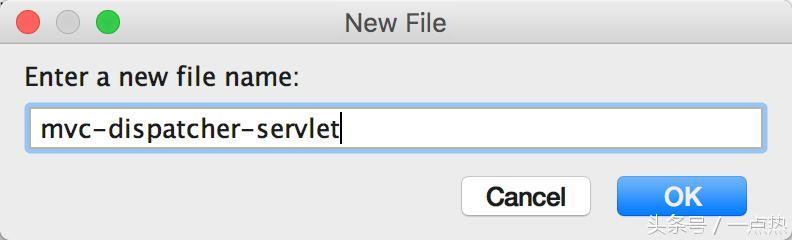 New File
Enter a new file name:
mvc-dispatcher-servlet
Cancel
OK
头条号 / 一点热